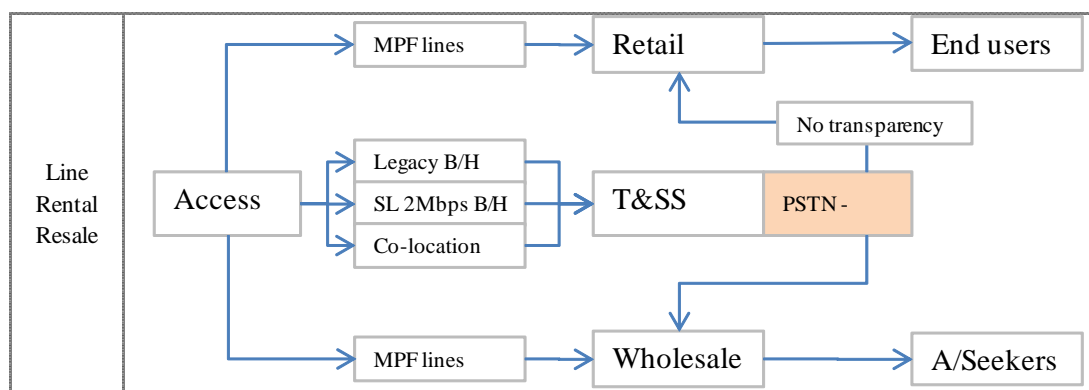 Line
Rental
Resale
MPF lines
Retail
End users
No transparency
Legacy B/H
Access
SL 2Mbps B/H
T&SS
PSTN -
Co-location
MPF lines
Wholesale
A/Seekers